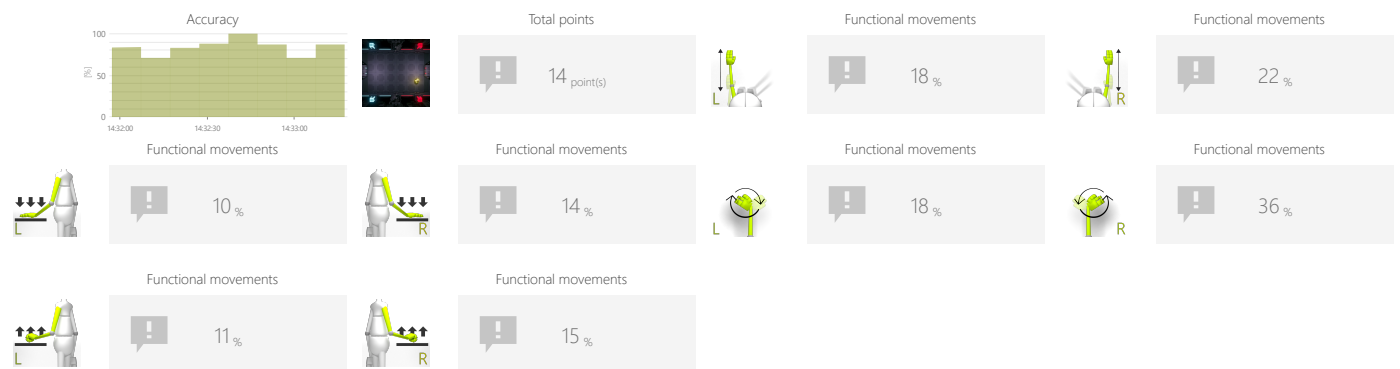 Accuracy
100
50
0
[%]
14:32:00
14:32:30
14:33:00
Total points
14 point(s)
Functional movements
L
18 %
Functional movements
R
22 %
Functional movements
L
10 %
Functional movements
R
14 %
Functional movements
L
18 %
Functional movements
R
36 %
Functional movements
L
11 %
Functional movements
R
15 %